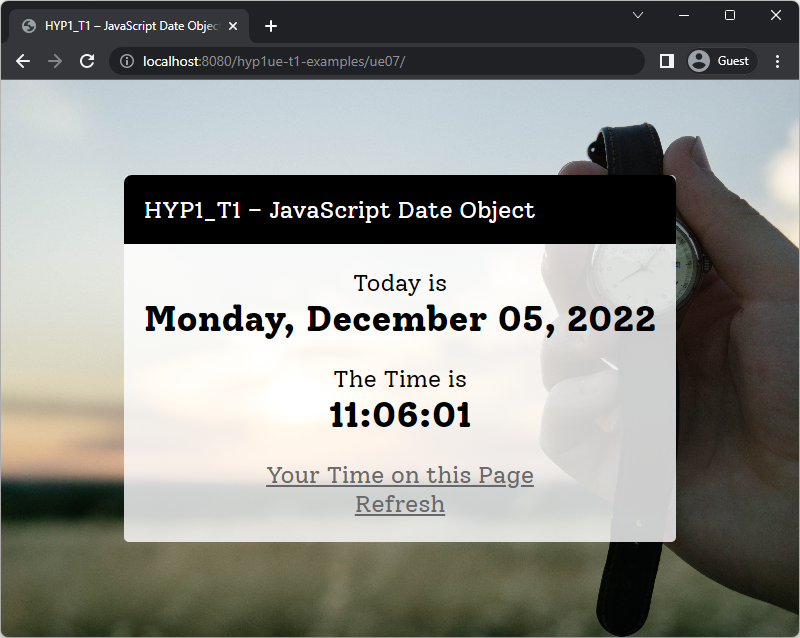 HYP1_T1 – JavaScript Date Objec
localhost:8080/hyp1ue-t1-examples/ue07/
Guest
HYP1_T1 – JavaScript Date Object
Today is
Monday, December 05, 2022
The Time is
11:06:01
Your Time on this Page
Refresh